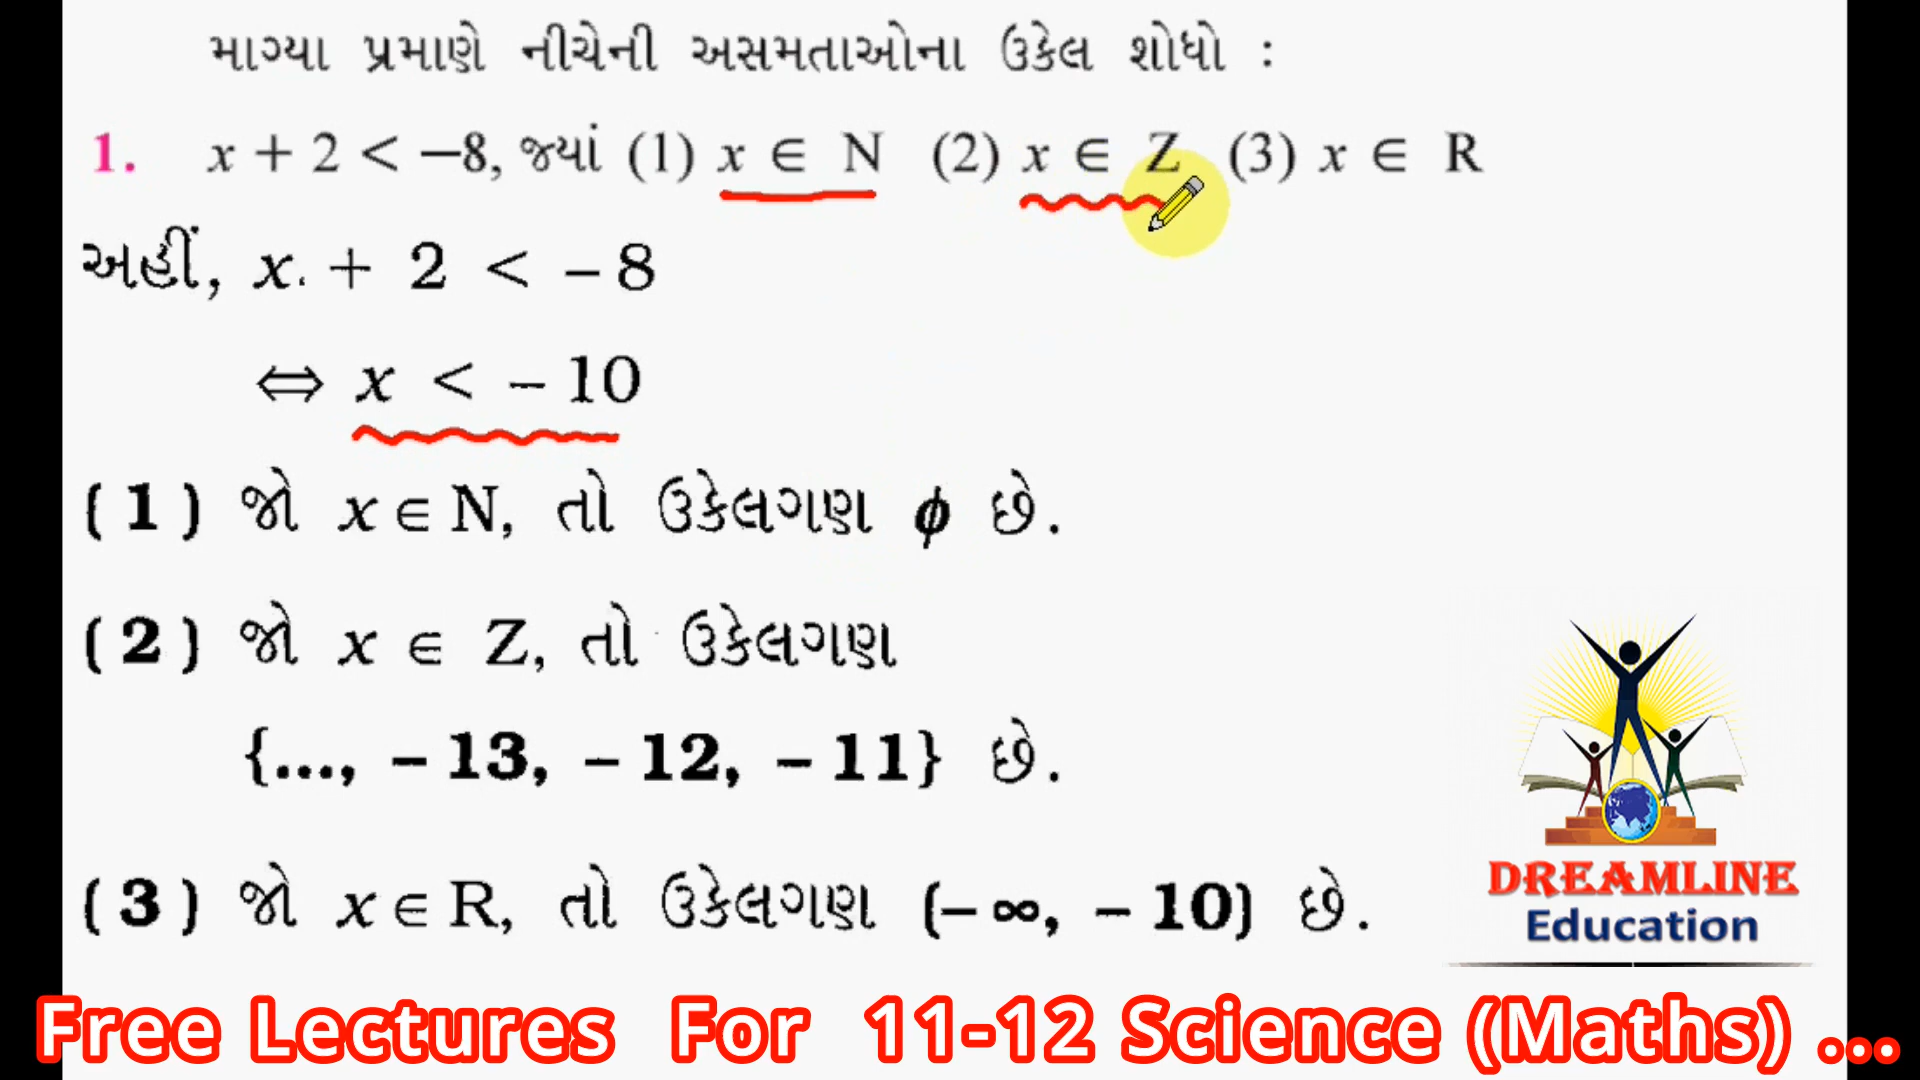 માગ્યા પ્રમાણે નીચેની અસમતાઓના ઉકેલ શોધો :
1. x + 2 < −8, જ્યાં (1) x ∈ N (2) x ∈ Z (3) x ∈ R
અહીં, x + 2 < – 8
⇔ x < – 10
(1) જો x ∈ N, તો ઉકેલગણ ϕ છે.
(2) જો x ∈ Z, તો ઉકેલગણ
{..., – 13, – 12, – 11} છે.
(3) જો x ∈ R, તો ઉકેલગણ (– ∞, – 10) છે.
DREAMLINE
Education
Free Lectures For 11-12 Science (Maths) ...